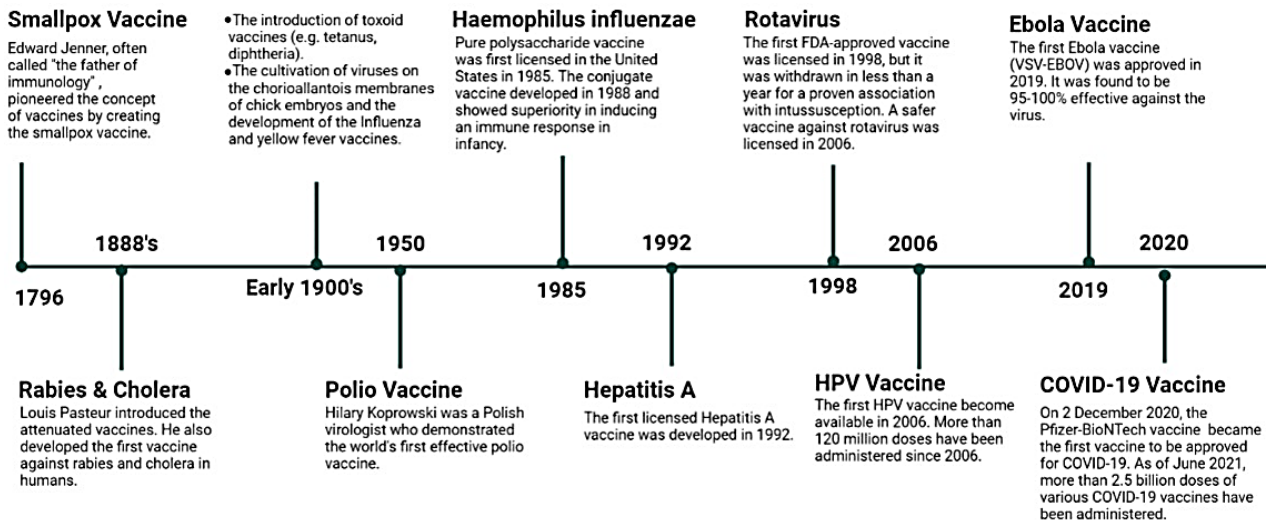 Smallpox Vaccine
Edward Jenner, often
called "the father of
immunology" ,
pioneered the concept
of vaccines by creating
the smallpox vaccine.
•The introduction of toxoid
vaccines (e.g. tetanus,
diphtheria).
•The cultivation of viruses on
the chorioallantois membranes
of chick embryos and the
development of the Influenza
and yellow fever vaccines.
Haemophilus influenzae
Pure polysaccharide vaccine
was first licensed in the United
States in 1985. The conjugate
vaccine developed in 1988 and
showed superiority in inducing
an immune response in
infancy.
Rotavirus
The first FDA-approved vaccine
was licensed in 1998, but it
was withdrawn in less than a
year for a proven association
with intussusception. A safer
vaccine against rotavirus was
licensed in 2006.
Ebola Vaccine
The first Ebola vaccine
(VSV-EBOV) was approved in
2019. It was found to be
95-100% effective against the
virus.
1796
1888's
Early 1900's
1950
1985
1992
1998
2006
2019
2020
Rabies & Cholera
Louis Pasteur introduced the
attenuated vaccines. He also
developed the first vaccine
against rabies and cholera in
humans.
Polio Vaccine
Hilary Koprowski was a Polish
virologist who demonstrated
the world's first effective polio
vaccine.
Hepatitis A
The first licensed Hepatitis A
vaccine was developed in 1992.
HPV Vaccine
The first HPV vaccine become
available in 2006. More than
120 million doses have been
administered since 2006.
COVID-19 Vaccine
On 2 December 2020, the
Pfizer-BioNTech vaccine became
the first vaccine to be approved
for COVID-19. As of June 2021,
more than 2.5 billion doses of
various COVID-19 vaccines have
been administered.